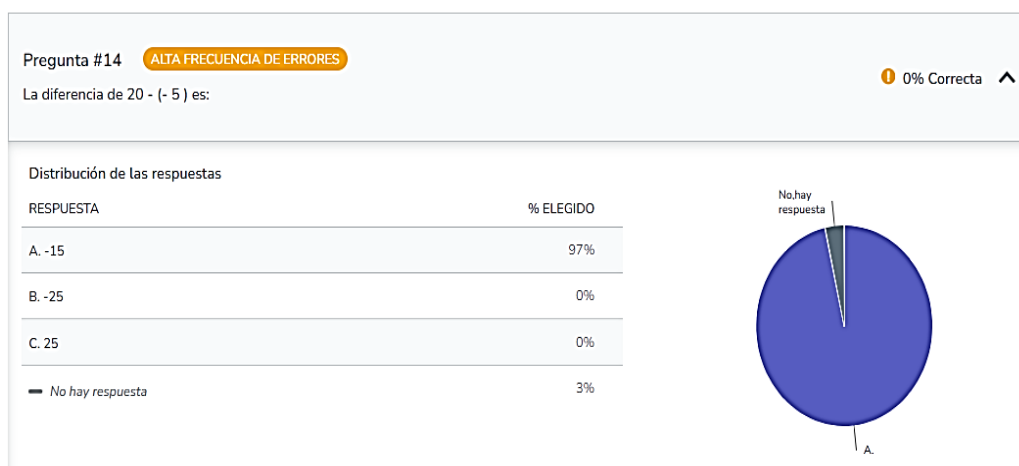 Pregunta #14 ALTA FRECUENCIA DE ERRORES
0% Correcta
La diferencia de 20 - (- 5 ) es:
Distribución de las respuestas
RESPUESTA % ELEGIDO
A. -15 97%
B. -25 0%
C. 25 0%
No hay respuesta 3%
No,hay
respuesta
A.